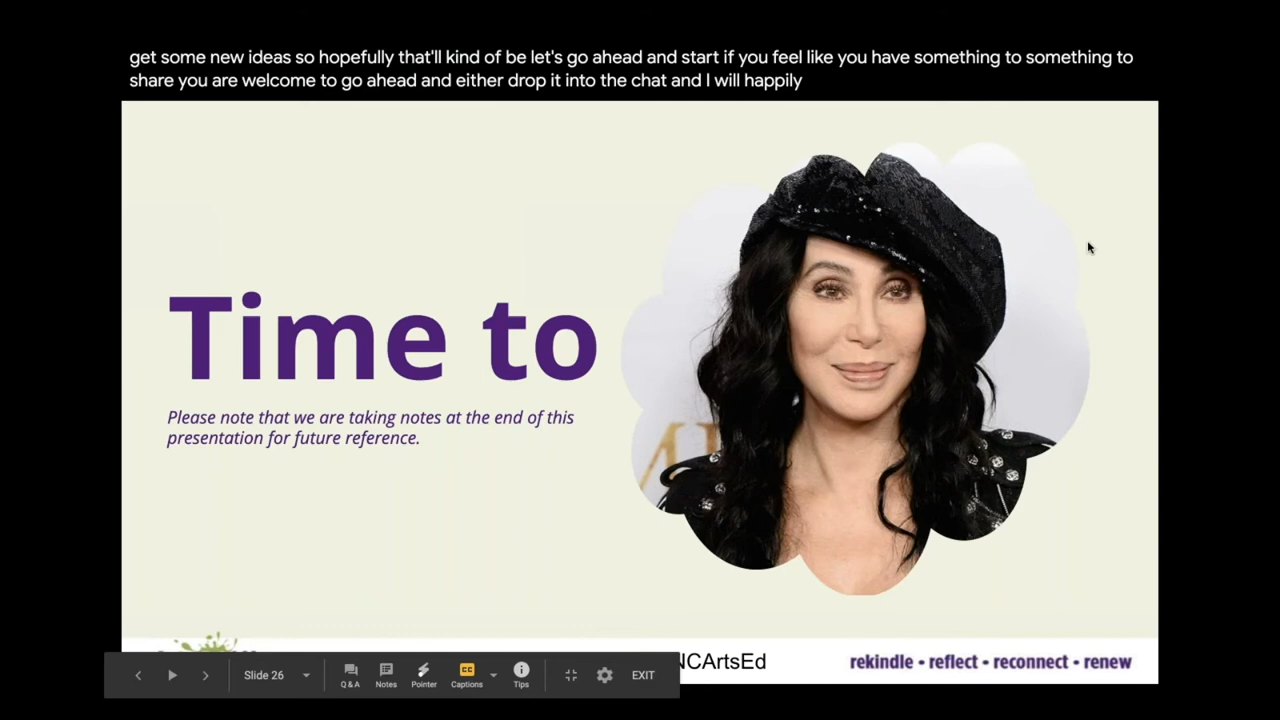 get some new ideas so hopefully that'll kind of be let's go ahead and start if you feel like you have something to something to
share you are welcome to go ahead and either drop it into the chat and I will happily
Time to
Please note that we are taking notes at the end of this
presentation for future reference.
NCArtsEd
rekindle • reflect • reconnect • renew
Slide 26
Q & A
Notes
Pointer
CC
Captions
Tips
EXIT